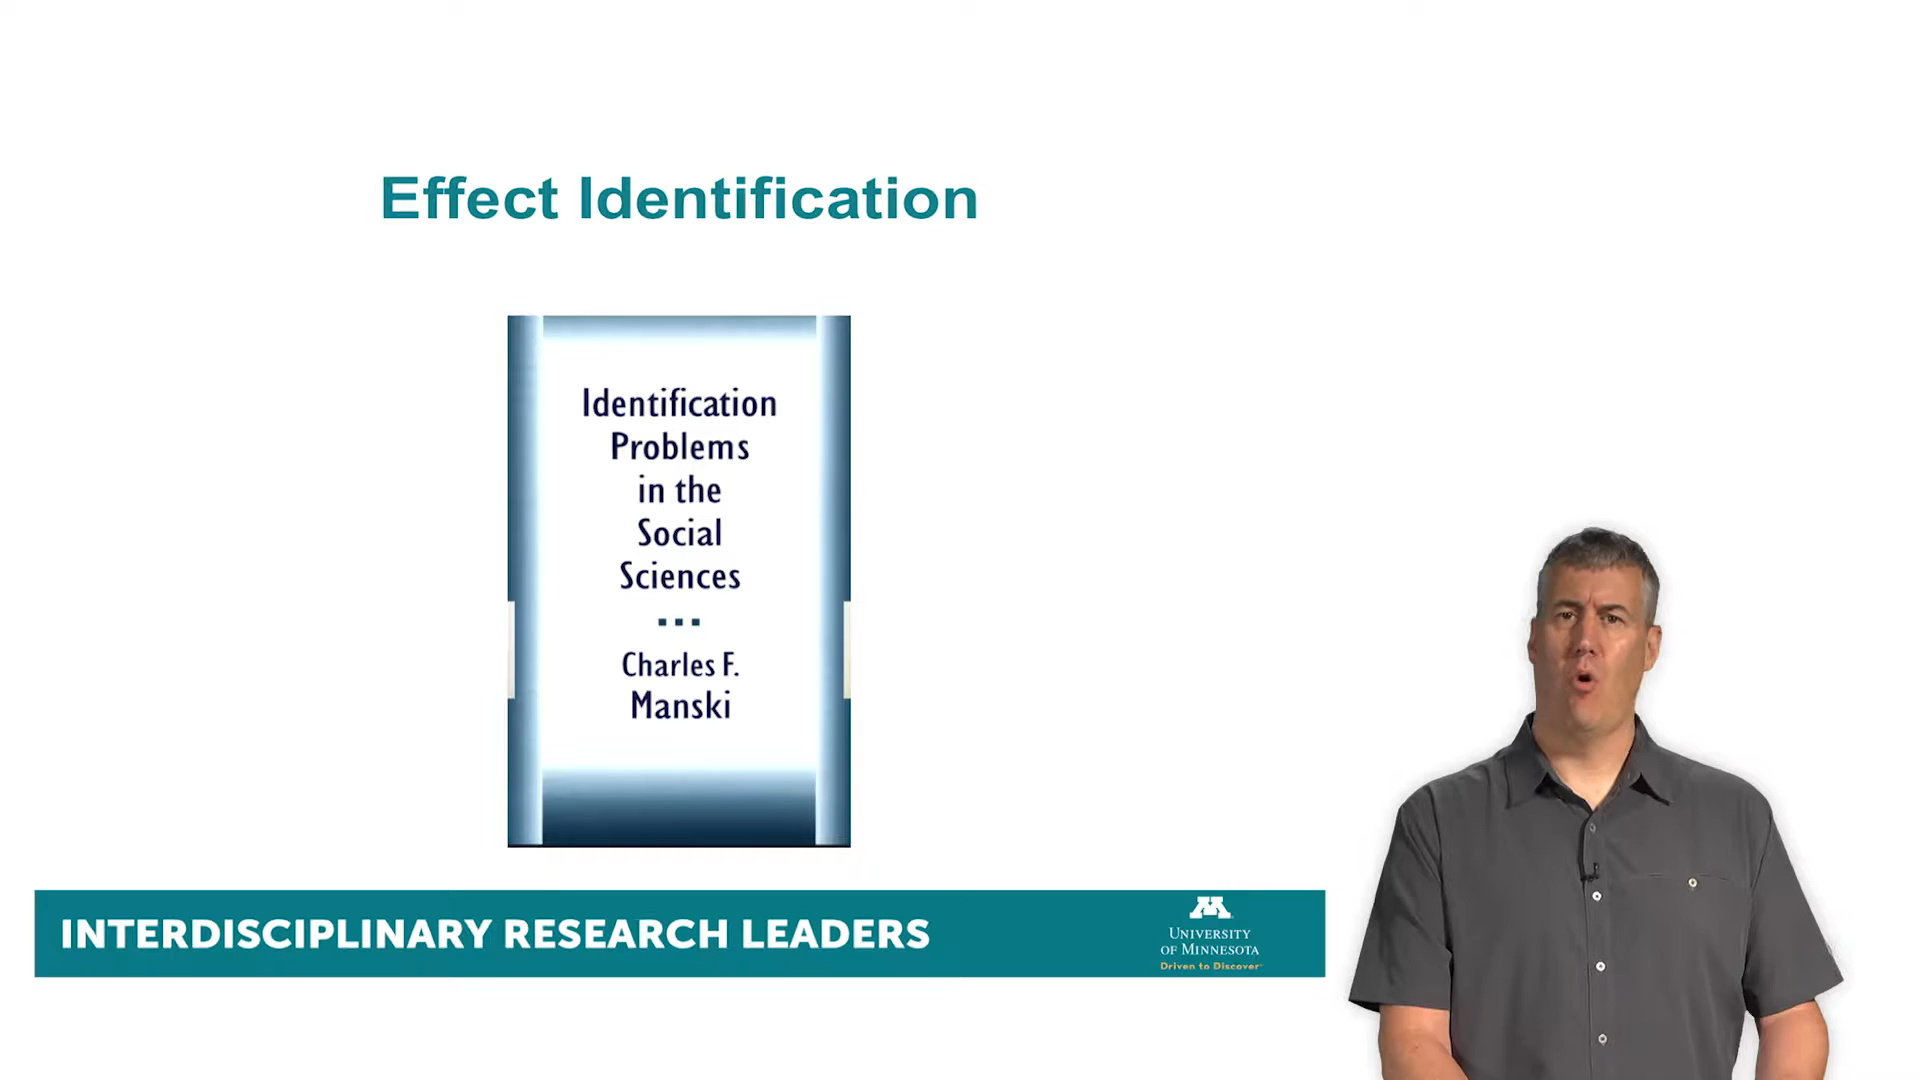 Effect Identification
Identification
Problems
in the
Social
Sciences
Charles F.
Manski
INTERDISCIPLINARY RESEARCH LEADERS
UNIVERSITY
OF MINNESOTA
Driven to Discover